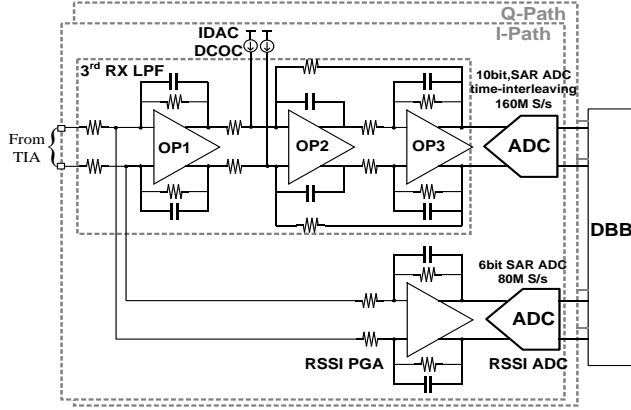 Q-Path
I-Path
IDAC
DCOC
3rd RX LPF
10bit,SAR ADC
time-interleaving
160M S/s
From
TIA
OP1
OP2
OP3
ADC
DBB
6bit SAR ADC
80M S/s
ADC
RSSI PGA
RSSI ADC